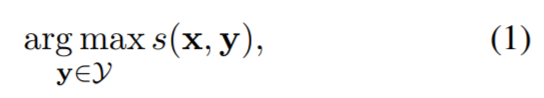 arg max s(x, y), (1)
y∈𝒴